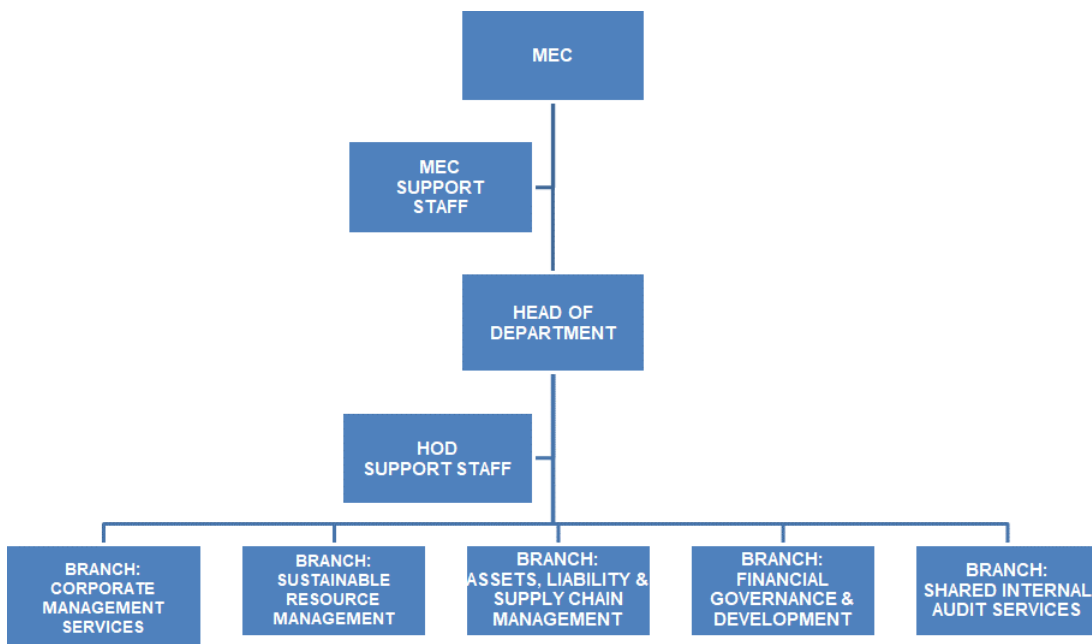 MEC
MEC
SUPPORT
STAFF
HEAD OF
DEPARTMENT
HOD
SUPPORT STAFF
BRANCH:
CORPORATE
MANAGEMENT
SERVICES
BRANCH:
SUSTAINABLE
RESOURCE
MANAGEMENT
BRANCH:
ASSETS, LIABILITY &
SUPPLY CHAIN
MANAGEMENT
BRANCH:
FINANCIAL
GOVERNANCE &
DEVELOPMENT
BRANCH:
SHARED INTERNAL
AUDIT SERVICES